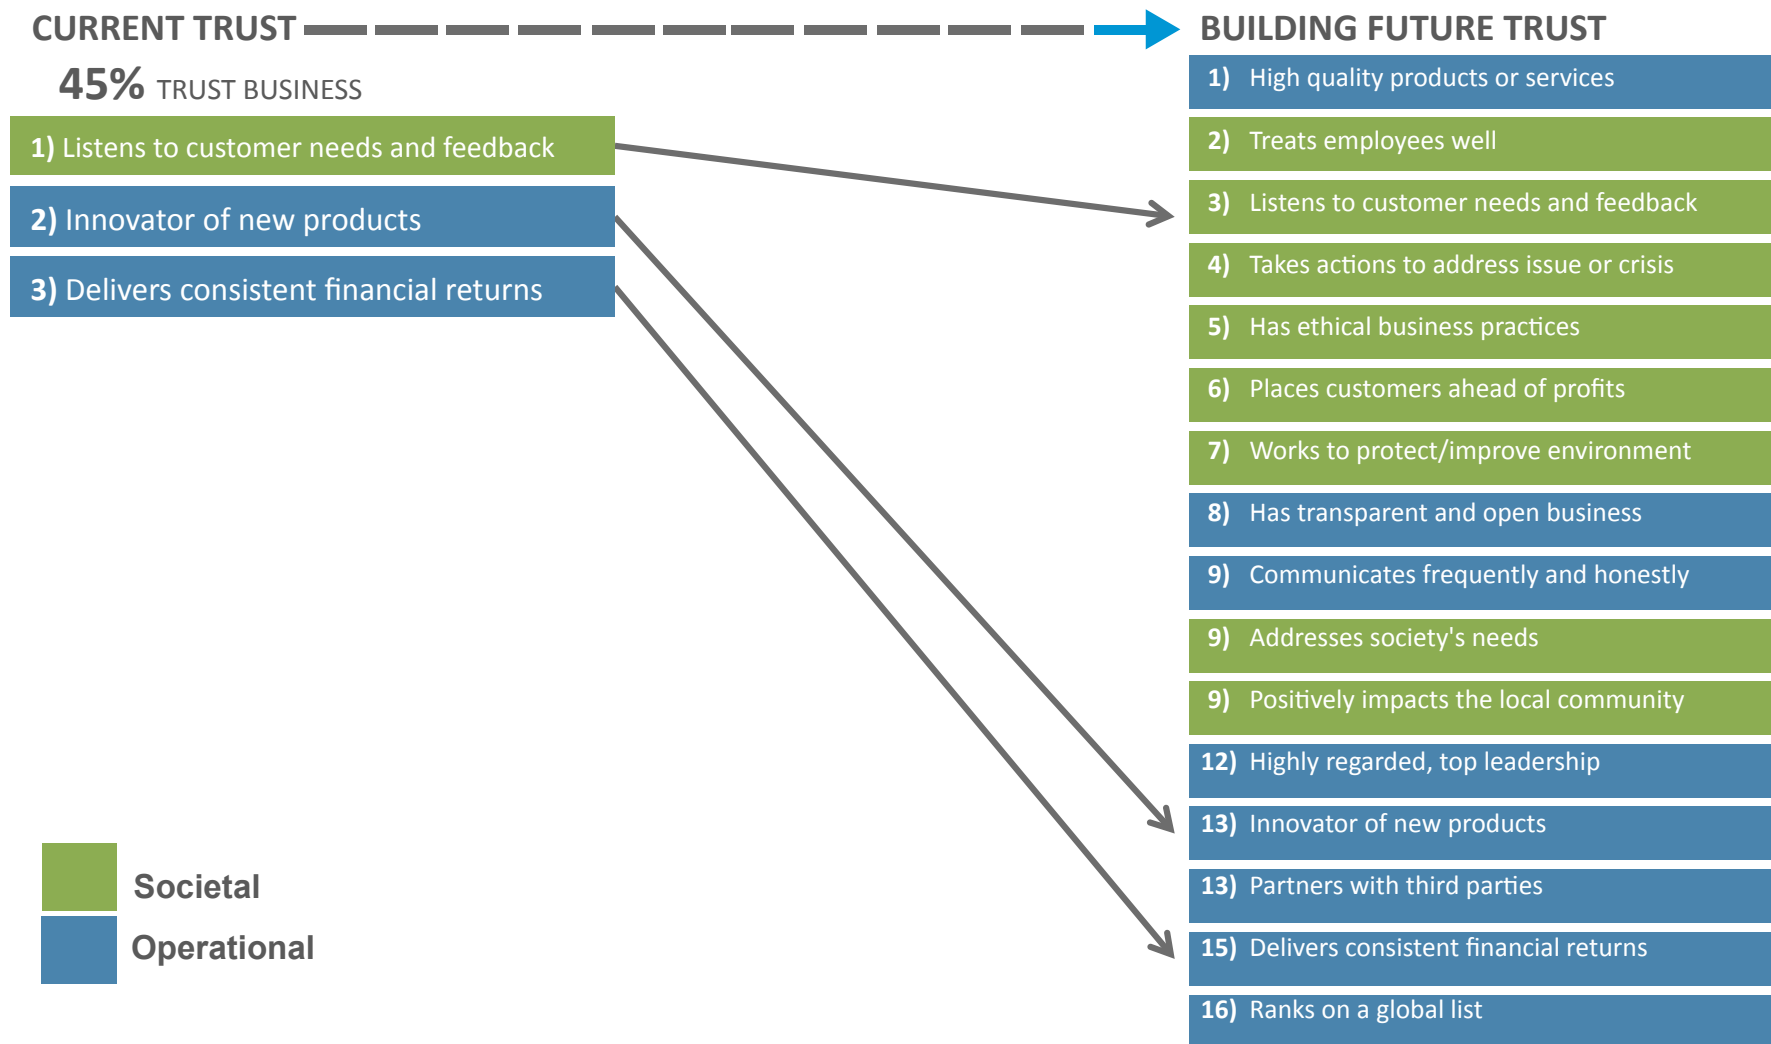 CURRENT TRUST
45% TRUST BUSINESS
1) Listens to customer needs and feedback
2) Innovator of new products
3) Delivers consistent financial returns
Societal
Operational
BUILDING FUTURE TRUST
1) High quality products or services
2) Treats employees well
3) Listens to customer needs and feedback
4) Takes actions to address issue or crisis
5) Has ethical business practices
6) Places customers ahead of profits
7) Works to protect/improve environment
8) Has transparent and open business
9) Communicates frequently and honestly
9) Addresses society's needs
9) Positively impacts the local community
12) Highly regarded, top leadership
13) Innovator of new products
13) Partners with third parties
15) Delivers consistent financial returns
16) Ranks on a global list